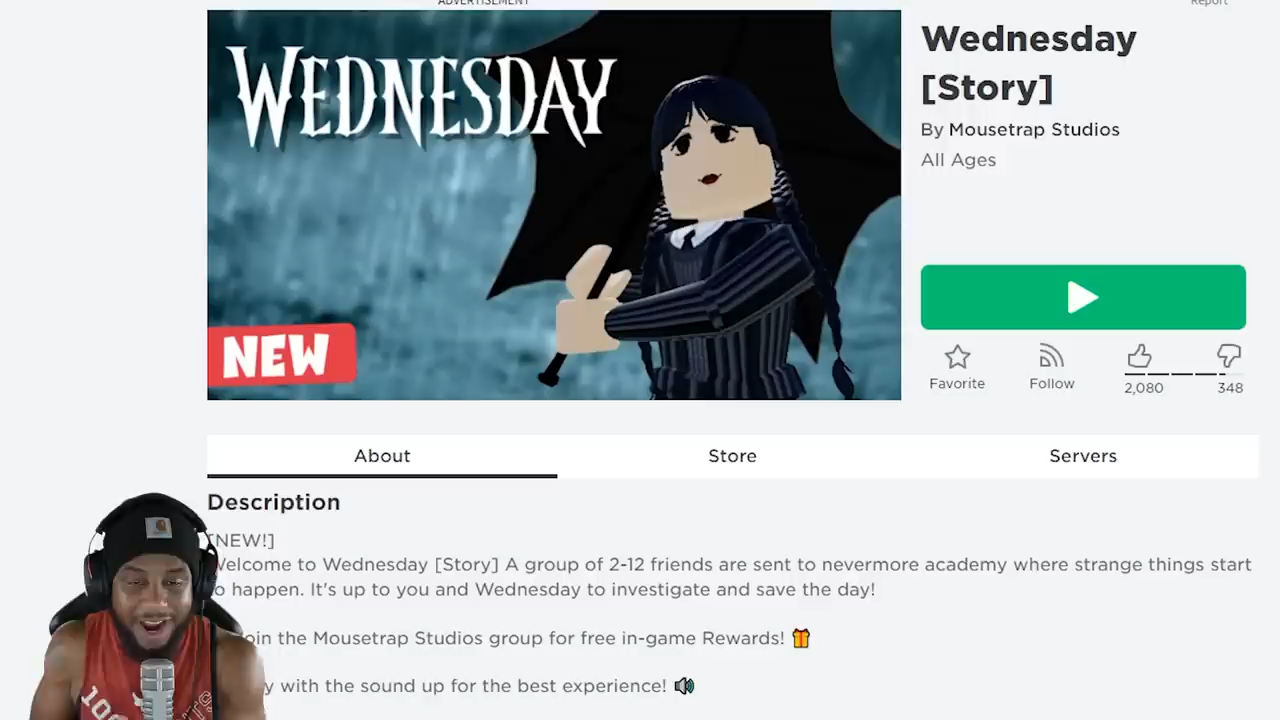 ADVERTISEMENT
Report
WEDNESDAY
NEW
Wednesday
[Story]
By Mousetrap Studios
All Ages
Favorite
Follow
2,080
348
About
Store
Servers
Description
NEW!]
elcome to Wednesday [Story] A group of 2-12 friends are sent to nevermore academy where strange things start
o happen. It's up to you and Wednesday to investigate and save the day!
oin the Mousetrap Studios group for free in-game Rewards! 🎁
y with the sound up for the best experience! 🔊